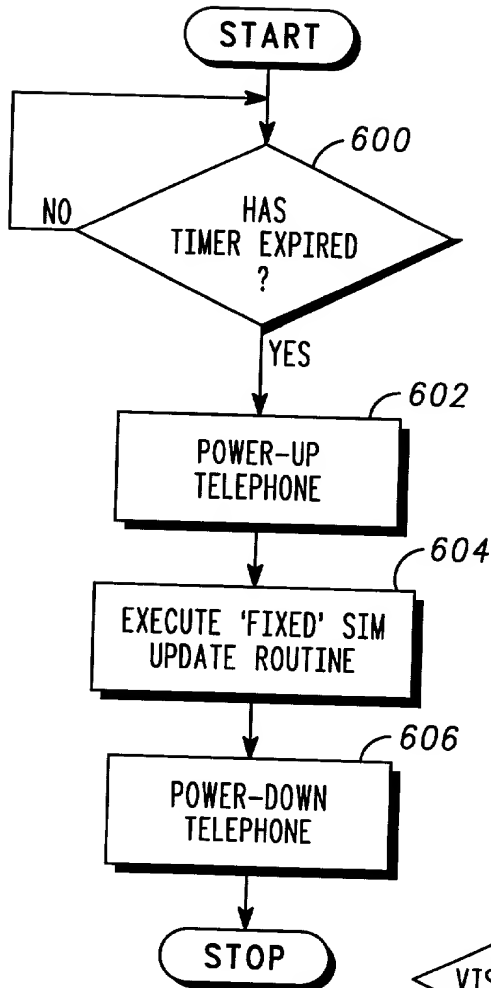 START
600
NO
HAS
TIMER EXPIRED
?
YES
602
POWER-UP
TELEPHONE
604
EXECUTE 'FIXED' SIM
UPDATE ROUTINE
606
POWER-DOWN
TELEPHONE
STOP